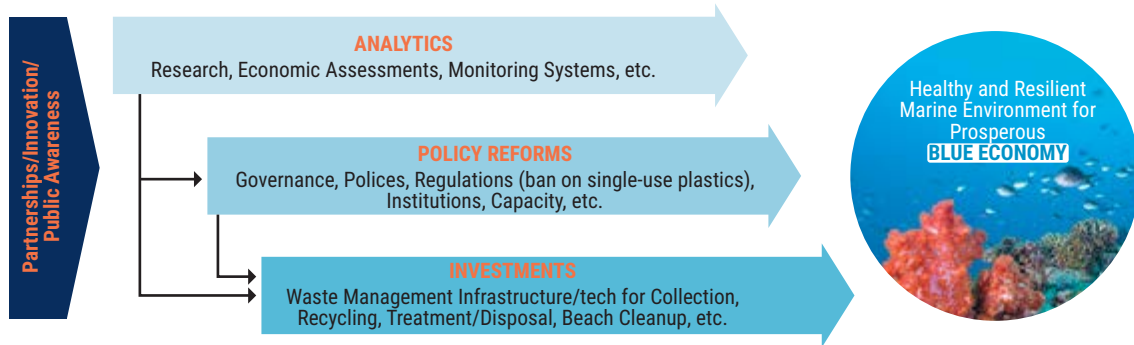 Partnerships/Innovation/
Public Awareness
ANALYTICS
Research, Economic Assessments, Monitoring Systems, etc.
POLICY REFORMS
Governance, Polices, Regulations (ban on single-use plastics),
Institutions, Capacity, etc.
INVESTMENTS
Waste Management Infrastructure/tech for Collection,
Recycling, Treatment/Disposal, Beach Cleanup, etc.
Healthy and Resilient
Marine Environment for
Prosperous
BLUE ECONOMY